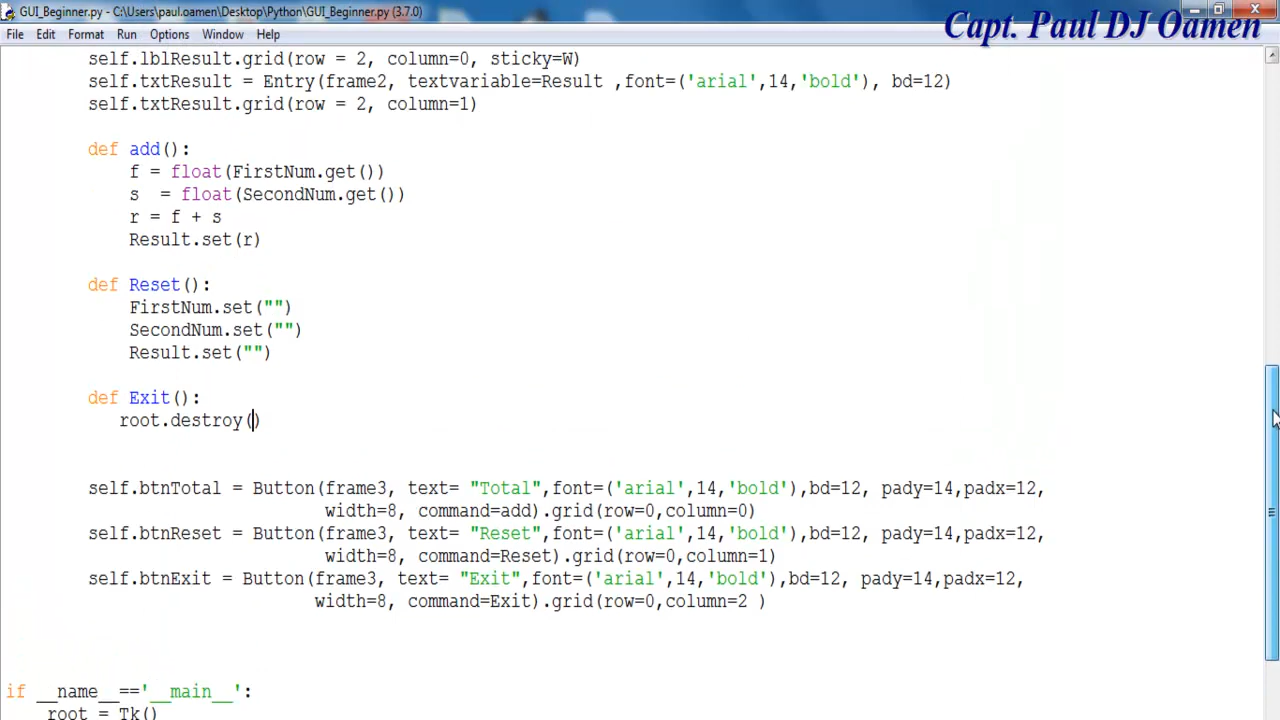 GUI_Beginner.py - C:\Users\paul.oamen\Desktop\Python\GUI_Beginner.py (3.7.0)
Capt. Paul DJ Oamen
File Edit Format Run Options Window Help
self.lblResult.grid(row = 2, column=0, sticky=W)
self.txtResult = Entry(frame2, textvariable=Result ,font=('arial',14,'bold'), bd=12)
self.txtResult.grid(row = 2, column=1)
def add():
f = float(FirstNum.get())
s  = float(SecondNum.get())
r = f + s
Result.set(r)
def Reset():
FirstNum.set("")
SecondNum.set("")
Result.set("")
def Exit():
root.destroy()
self.btnTotal = Button(frame3, text= "Total",font=('arial',14,'bold'),bd=12, pady=14,padx=12,
width=8, command=add).grid(row=0,column=0)
self.btnReset = Button(frame3, text= "Reset",font=('arial',14,'bold'),bd=12, pady=14,padx=12,
width=8, command=Reset).grid(row=0,column=1)
self.btnExit = Button(frame3, text= "Exit",font=('arial',14,'bold'),bd=12, pady=14,padx=12,
width=8, command=Exit).grid(row=0,column=2 )
if __name__=='__main__':
root = Tk()